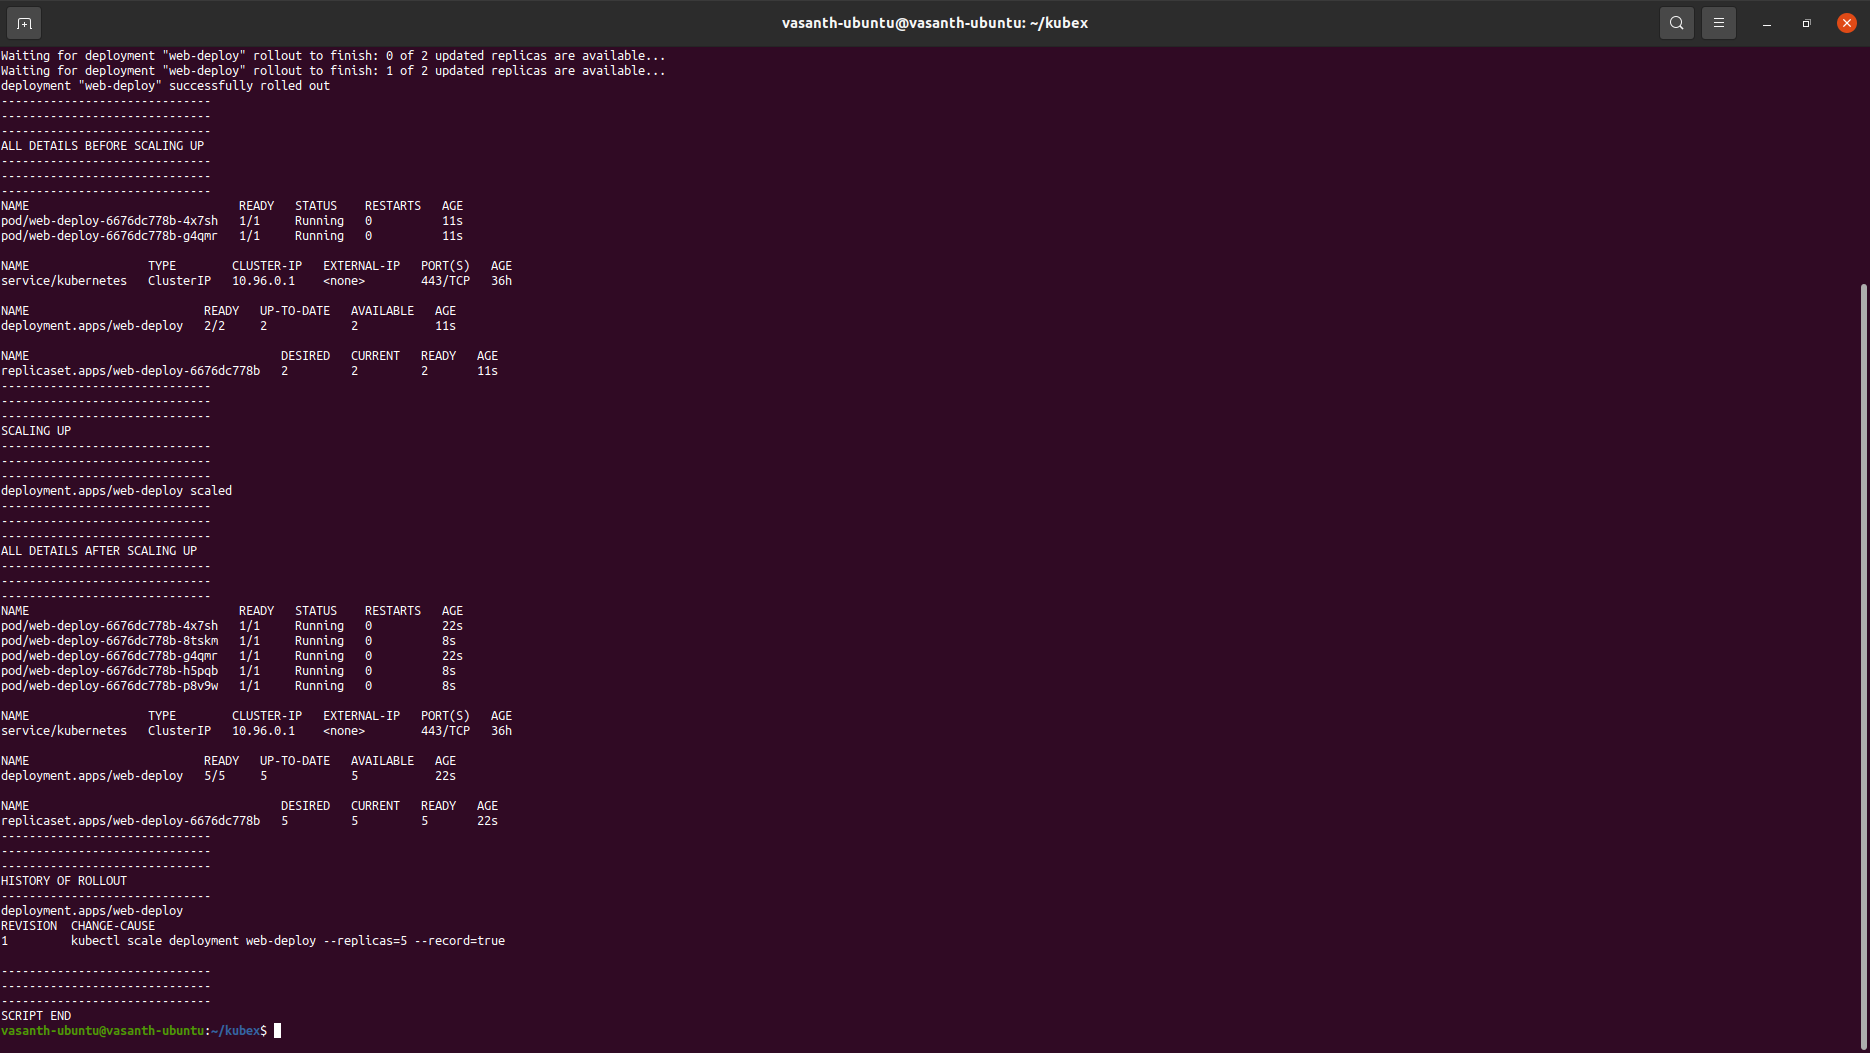 vasanth-ubuntu@vasanth-ubuntu: ~/kubex
Waiting for deployment "web-deploy" rollout to finish: 0 of 2 updated replicas are available...
Waiting for deployment "web-deploy" rollout to finish: 1 of 2 updated replicas are available...
deployment "web-deploy" successfully rolled out
------------------------------
------------------------------
------------------------------
ALL DETAILS BEFORE SCALING UP
------------------------------
------------------------------
------------------------------
NAME                              READY   STATUS    RESTARTS   AGE
pod/web-deploy-6676dc778b-4x7sh   1/1     Running   0          11s
pod/web-deploy-6676dc778b-g4qmr   1/1     Running   0          11s

NAME                 TYPE        CLUSTER-IP   EXTERNAL-IP   PORT(S)   AGE
service/kubernetes   ClusterIP   10.96.0.1    <none>        443/TCP   36h

NAME                         READY   UP-TO-DATE   AVAILABLE   AGE
deployment.apps/web-deploy   2/2     2            2           11s

NAME                                    DESIRED   CURRENT   READY   AGE
replicaset.apps/web-deploy-6676dc778b   2         2         2       11s
------------------------------
------------------------------
------------------------------
SCALING UP
------------------------------
------------------------------
------------------------------
deployment.apps/web-deploy scaled
------------------------------
------------------------------
------------------------------
ALL DETAILS AFTER SCALING UP
------------------------------
------------------------------
------------------------------
NAME                              READY   STATUS    RESTARTS   AGE
pod/web-deploy-6676dc778b-4x7sh   1/1     Running   0          22s
pod/web-deploy-6676dc778b-8tskm   1/1     Running   0          8s
pod/web-deploy-6676dc778b-g4qmr   1/1     Running   0          22s
pod/web-deploy-6676dc778b-h5pqb   1/1     Running   0          8s
pod/web-deploy-6676dc778b-p8v9w   1/1     Running   0          8s

NAME                 TYPE        CLUSTER-IP   EXTERNAL-IP   PORT(S)   AGE
service/kubernetes   ClusterIP   10.96.0.1    <none>        443/TCP   36h

NAME                         READY   UP-TO-DATE   AVAILABLE   AGE
deployment.apps/web-deploy   5/5     5            5           22s

NAME                                    DESIRED   CURRENT   READY   AGE
replicaset.apps/web-deploy-6676dc778b   5         5         5       22s
------------------------------
------------------------------
------------------------------
HISTORY OF ROLLOUT
------------------------------
deployment.apps/web-deploy
REVISION  CHANGE-CAUSE
1         kubectl scale deployment web-deploy --replicas=5 --record=true

------------------------------
------------------------------
------------------------------
SCRIPT END
vasanth-ubuntu@vasanth-ubuntu:~/kubex$